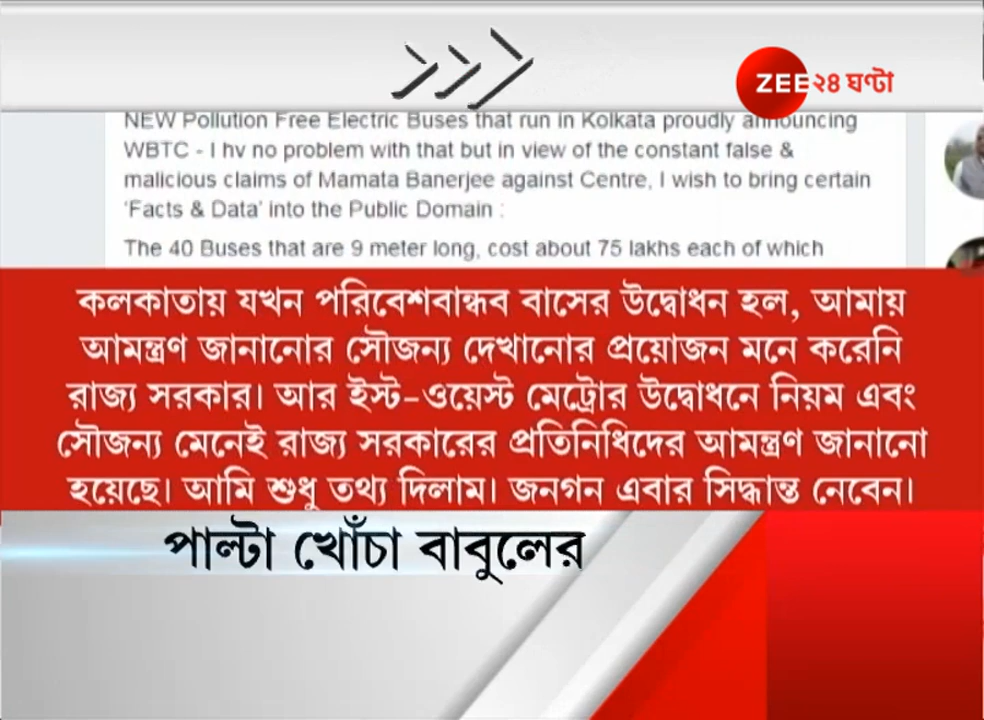 ZEE ২৪ ঘণ্টা
NEW Pollution Free Electric Buses that run in Kolkata proudly announcing
WBTC - I hv no problem with that but in view of the constant false &
malicious claims of Mamata Banerjee against Centre, I wish to bring certain
'Facts & Data' into the Public Domain :
The 40 Buses that are 9 meter long, cost about 75 lakhs each of which
কলকাতায় যখন পরিবেশবান্ধব বাসের উদ্বোধন হল, আমায়
আমন্ত্রণ জানানোর সৌজন্য দেখানোর প্রয়োজন মনে করেনি
রাজ্য সরকার। আর ইস্ট-ওয়েস্ট মেট্রোর উদ্বোধনে নিয়ম এবং
সৌজন্য মেনেই রাজ্য সরকারের প্রতিনিধিদের আমন্ত্রণ জানানো
হয়েছে। আমি শুধু তথ্য দিলাম। জনগন এবার সিদ্ধান্ত নেবেন।
পাল্টা খোঁচা বাবুলের